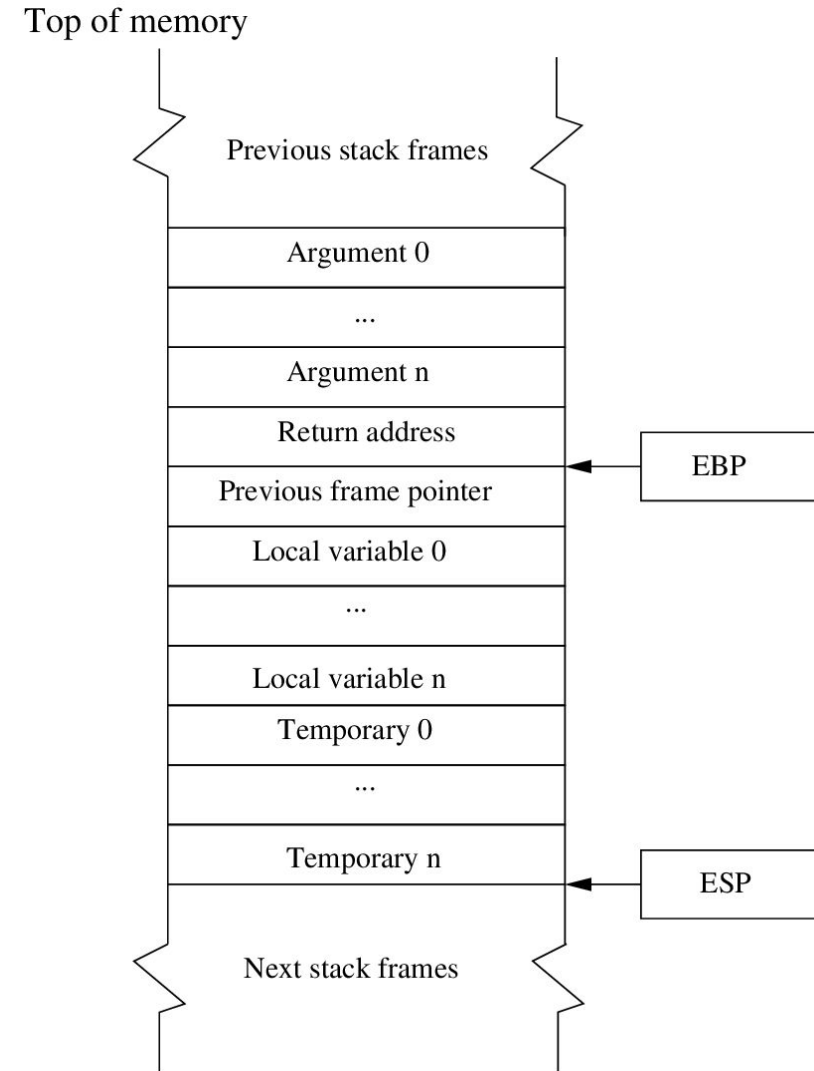 Top of memory
Previous stack frames
Argument 0
...
Argument n
Return address
EBP
Previous frame pointer
Local variable 0
...
Local variable n
Temporary 0
...
Temporary n
ESP
Next stack frames